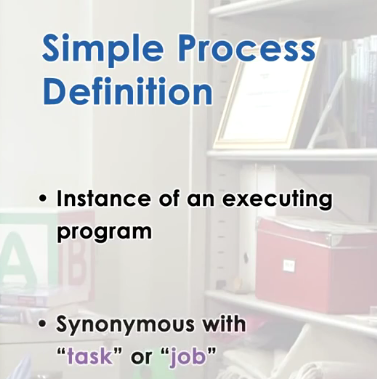 Simple Process
Definition
• Instance of an executing
program
• Synonymous with
“task” or “job”
A B